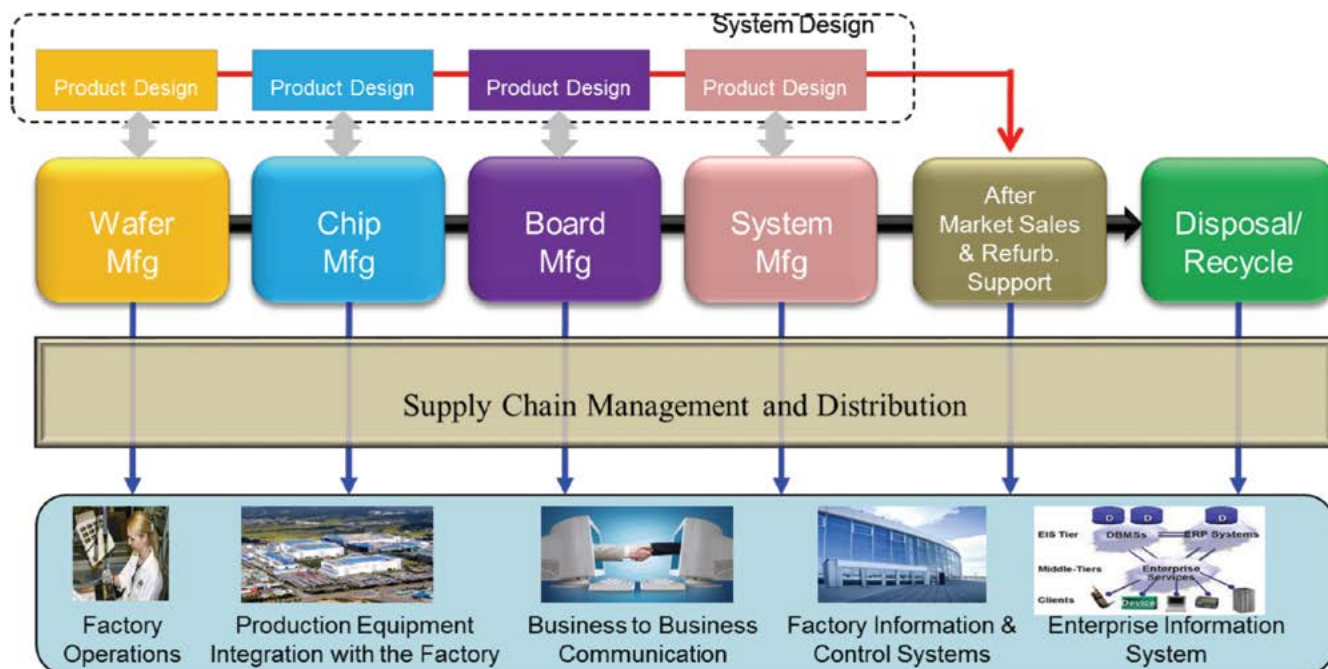 System Design
Product Design
Product Design
Product Design
Product Design
Wafer
Mfg
Chip
Mfg
Board
Mfg
System
Mfg
After
Market Sales
& Refurb.
Support
Disposal/
Recycle
Supply Chain Management and Distribution
D
D
D
EIS Tier
DBMSs
ERP Systems
Middle-Tiers
Enterprise
Services
Clients
Device
Factory
Operations
Production Equipment
Integration with the Factory
Business to Business
Communication
Factory Information &
Control Systems
Enterprise Information
System